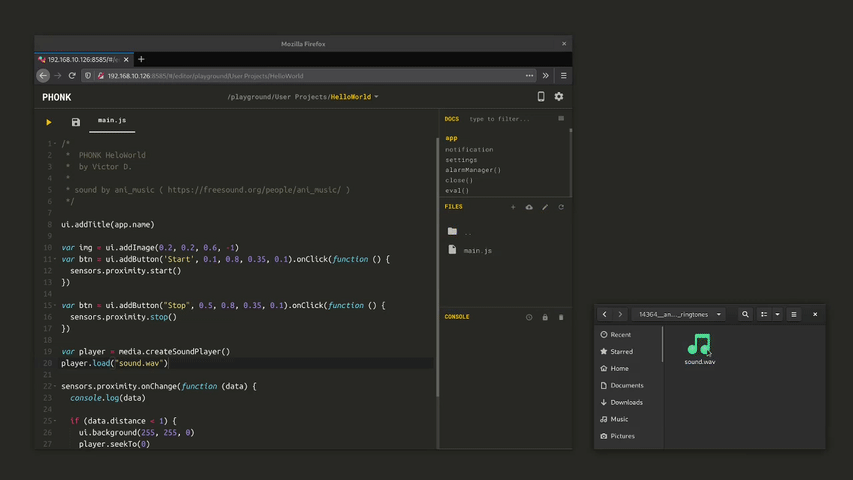 Mozilla Firefox
192.168.10.126:8585/#/e
192.168.10.126:8585/#/editor/playground/User Projects/HelloWorld
PHONK
/playground/User Projects/HelloWorld
main.js
1 /*
2 * PHONK HeloWorld
3 * by Victor D.
4 *
5 * sound by ani_music ( https://freesound.org/people/ani_music/ )
6 */
7
8 ui.addTitle(app.name)
9
10 var img = ui.addImage(0.2, 0.2, 0.6, -1)
11 var btn = ui.addButton('Start', 0.1, 0.8, 0.35, 0.1).onClick(function () {
12 sensors.proximity.start()
13 })
14
15 var btn = ui.addButton("Stop", 0.5, 0.8, 0.35, 0.1).onClick(function () {
16 sensors.proximity.stop()
17 })
18
19 var player = media.createSoundPlayer()
20 player.load("sound.wav")
21
22 sensors.proximity.onChange(function (data) {
23 console.log(data)
24
25 if (data.distance < 1) {
26 ui.background(255, 255, 0)
27 player.seekTo(0)
DOCS type to filter...
app
notification
settings
alarmManager()
close()
eval()
FILES
..
main.js
CONSOLE
14364__an..._ringtones
Recent
Starred
Home
Documents
Downloads
Music
Pictures
sound.wav